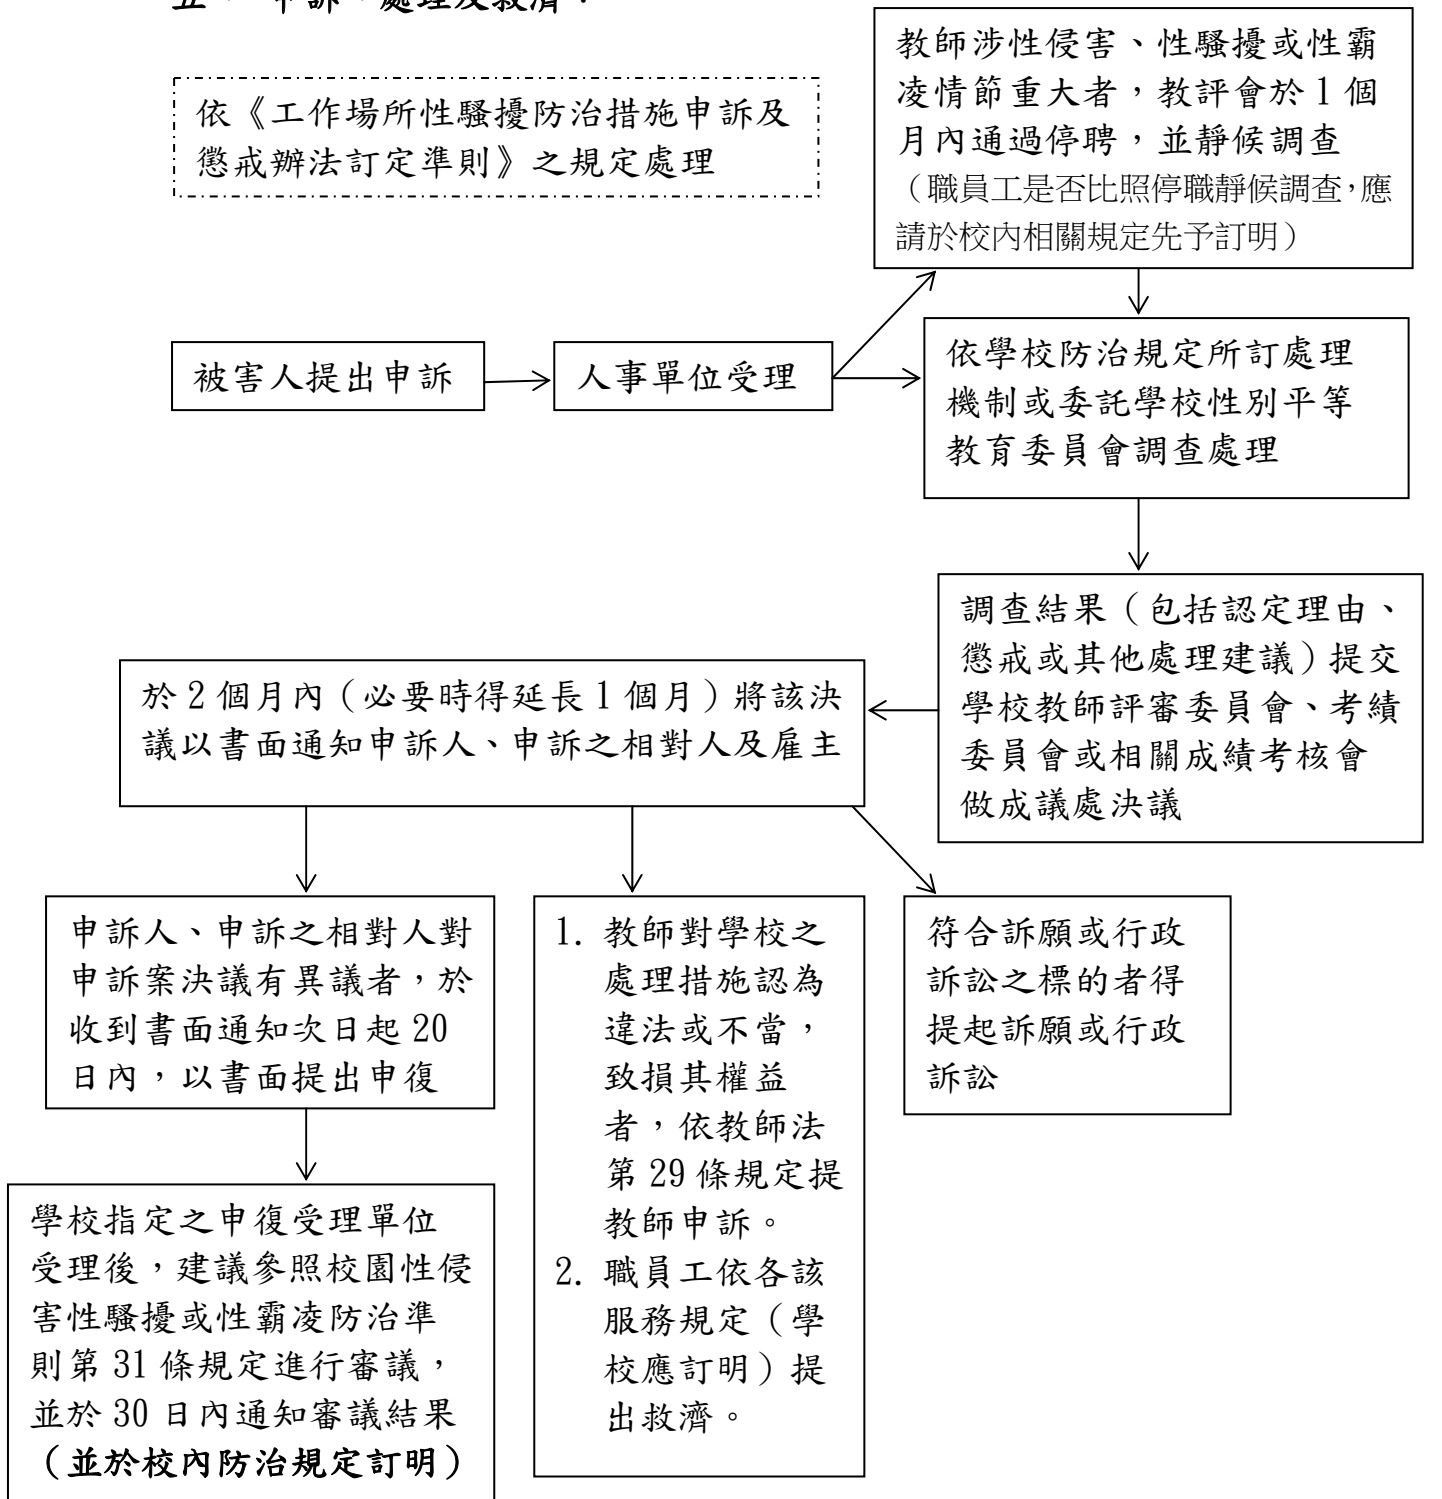 五、 申訴、處理及救濟：
依《工作場所性騷擾防治措施申訴及
懲戒辦法訂定準則》之規定處理
教師涉性侵害、性騷擾或性霸
凌情節重大者，教評會於 1 個
月內通過停聘，並靜候調查
（職員工是否比照停職靜候調查，應
請於校內相關規定先予訂明）
被害人提出申訴
人事單位受理
依學校防治規定所訂處理
機制或委託學校性別平等
教育委員會調查處理
調查結果（包括認定理由、
懲戒或其他處理建議）提交
學校教師評審委員會、考績
委員會或相關成績考核會
做成議處決議
於 2 個月內（必要時得延長 1 個月）將該決
議以書面通知申訴人、申訴之相對人及雇主
申訴人、申訴之相對人對
申訴案決議有異議者，於
收到書面通知次日起 20
日內，以書面提出申復
學校指定之申復受理單位
受理後，建議參照校園性侵
害性騷擾或性霸凌防治準
則第 31 條規定進行審議，
並於 30 日內通知審議結果
（並於校內防治規定訂明）
1. 教師對學校之
處理措施認為
違法或不當，
致損其權益
者，依教師法
第 29 條規定提
教師申訴。
2. 職員工依各該
服務規定（學
校應訂明）提
出救濟。
符合訴願或行政
訴訟之標的者得
提起訴願或行政
訴訟